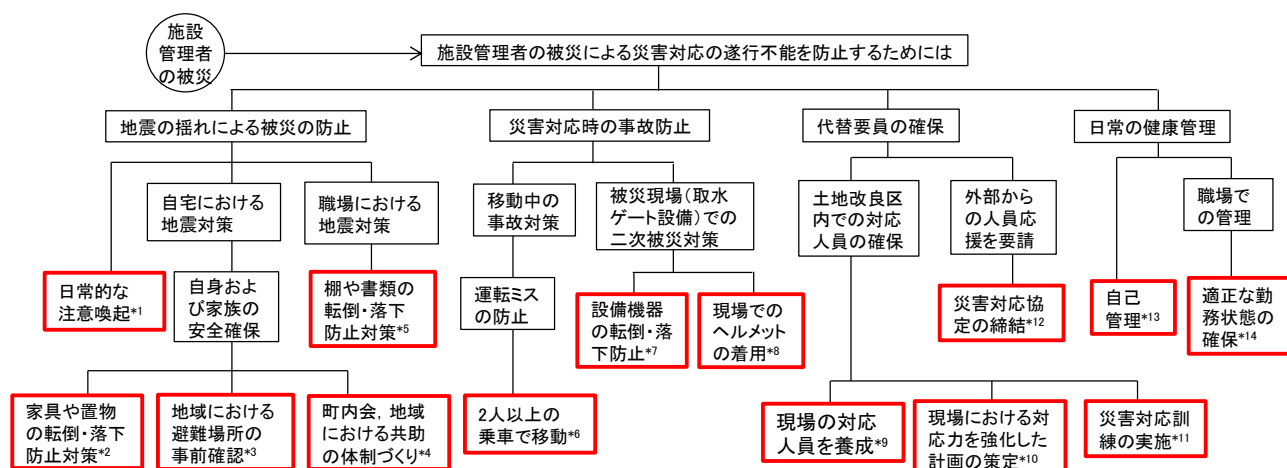 施設
管理者
の被災
施設管理者の被災による災害対応の遂行不能を防止するためには
地震の揺れによる被災の防止
災害対応時の事故防止
代替要員の確保
日常の健康管理
自宅における
地震対策
職場における
地震対策
移動中の
事故対策
被災現場(取水
ゲート設備)での
二次被災対策
土地改良区
内での対応
人員の確保
外部から
の人員応
援を要請
職場で
の管理
日常的な
注意喚起*1
自身およ
び家族の
安全確保
棚や書類の
転倒・落下
防止対策*5
運転ミス
の防止
設備機器
の転倒・落
下防止*7
現場での
ヘルメット
の着用*8
災害対応協
定の締結*12
自己
管理*13
適正な勤
務状態の
確保*14
家具や置物
の転倒・落下
防止対策*2
地域における
避難場所の
事前確認*3
町内会，地域
における共助
の体制づくり*4
2人以上の
乗車で移動*6
現場の対応
人員を養成*9
現場における対
応力を強化した
計画の策定*10
災害対応訓
練の実施*11